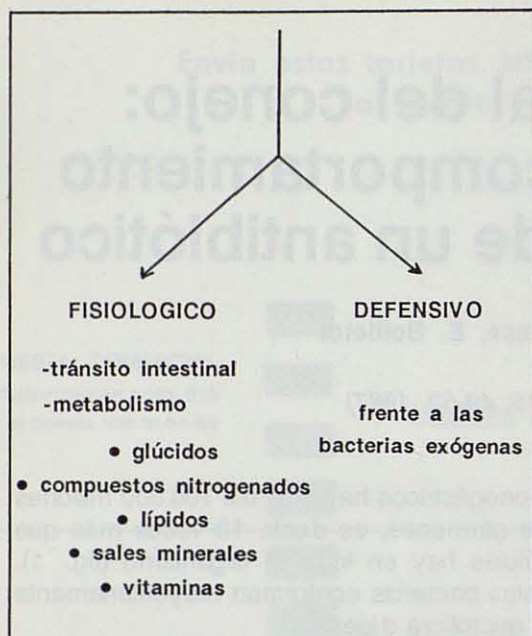 FISIOLOGICO
-tránsito intestinal
-metabolismo
• glúcidos
• compuestos nitrogenados
• lípidos
• sales minerales
• vitaminas
DEFENSIVO
frente a las
bacterias exógenas